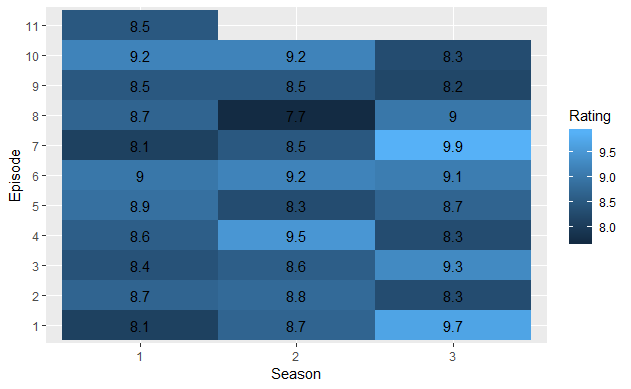 11 8.5
10 9.2 9.2 8.3
9 8.5 8.5 8.2
8 8.7 7.7 9
7 8.1 8.5 9.9
6 9 9.2 9.1
5 8.9 8.3 8.7
4 8.6 9.5 8.3
3 8.4 8.6 9.3
2 8.7 8.8 8.3
1 8.1 8.7 9.7
Episode
1 2 3
Season
Rating
9.5
9.0
8.5
8.0